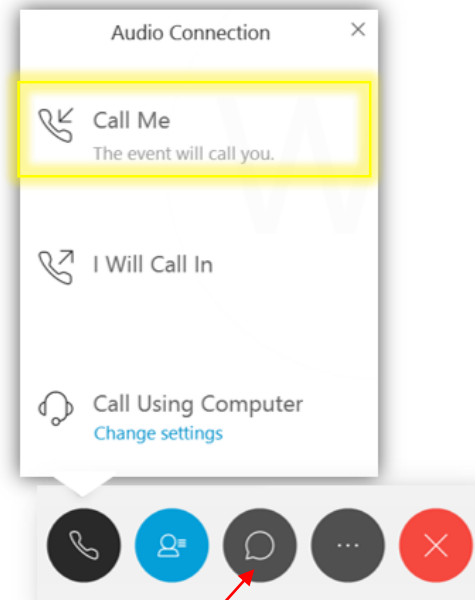 Audio Connection
Call Me
The event will call you.
I Will Call In
Call Using Computer
Change settings